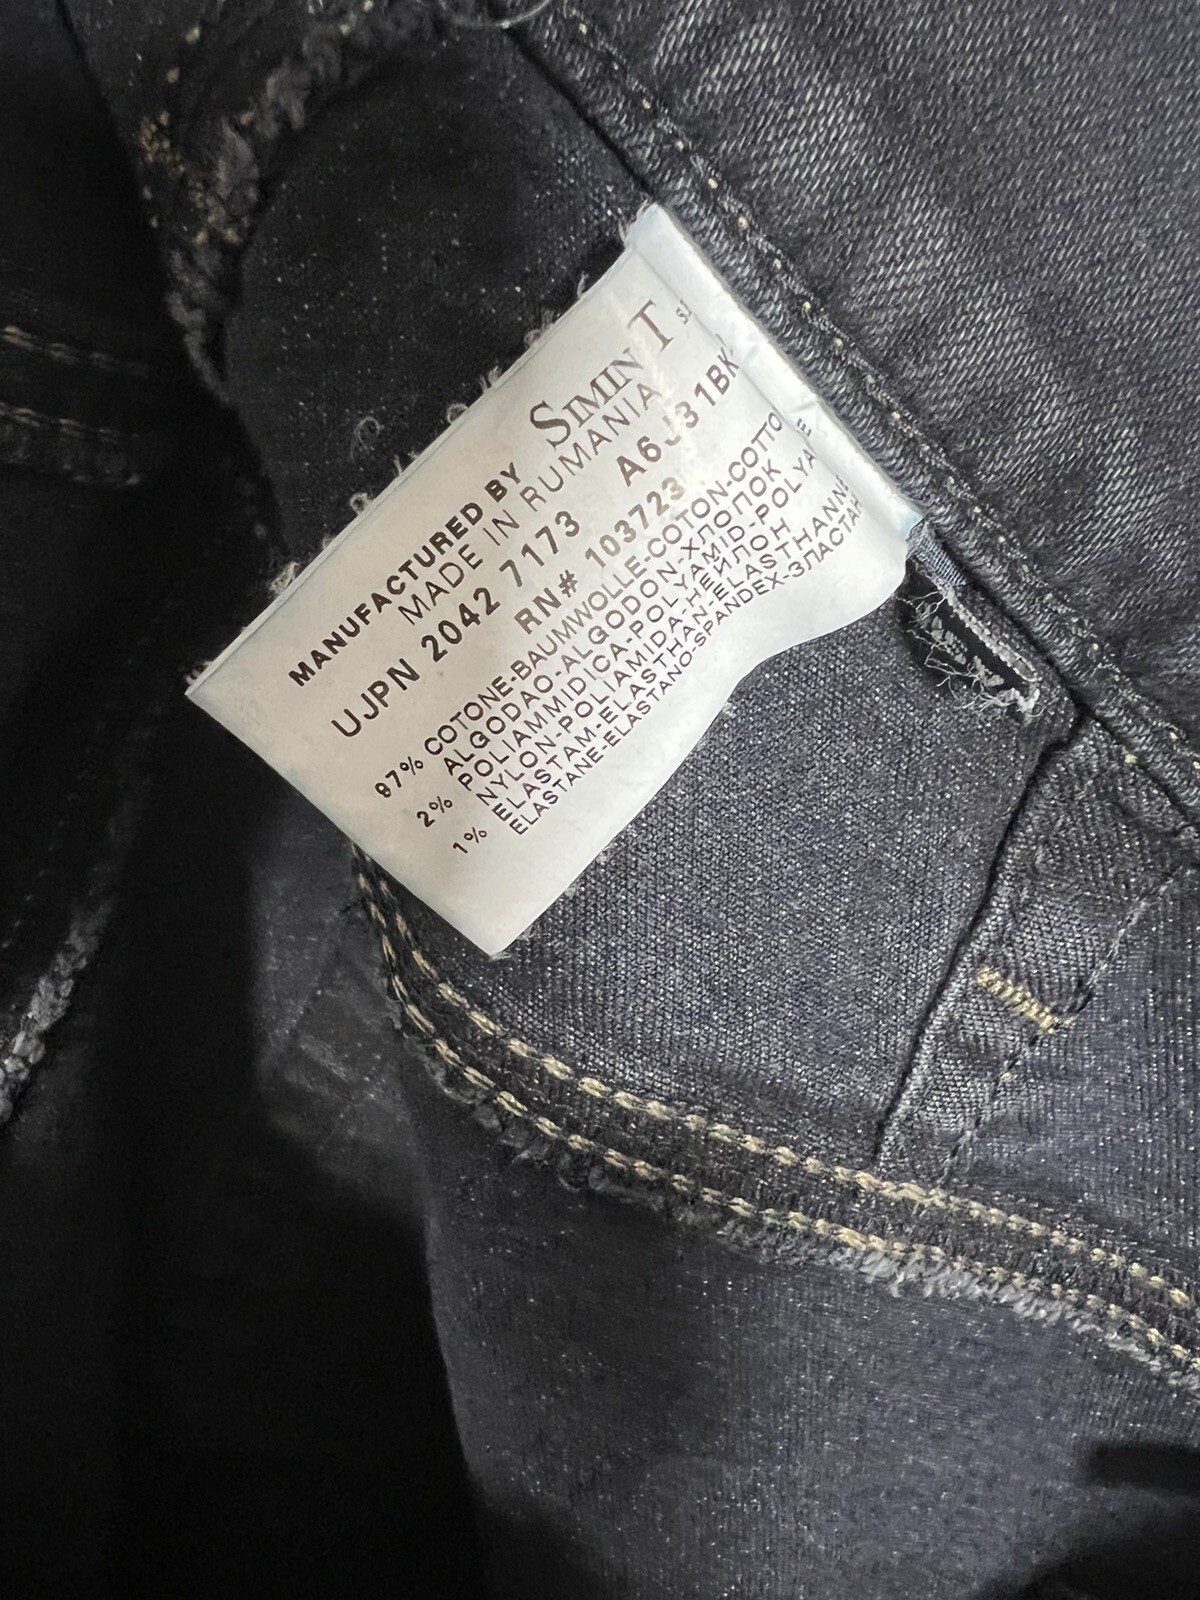 MANUFACTURED BY SIMINT
MADE IN RUMANIA
UJPN 2042 7173 A6J31BK
RN# 103723
97% COTONE-BAUMWOLLE-COTON-COTTO
ALGODAO-ALGODON-ХЛОПОК
2% POLIAMMIDICA-POLYAMID-POLYA
NYLON-POLIAMIDAN-НЕЙЛОН
1% ELASTAM-ELASTHAN-ELASTHANN
ELASTANE-ELASTANO-SPANDEX-ЭЛАСТАН